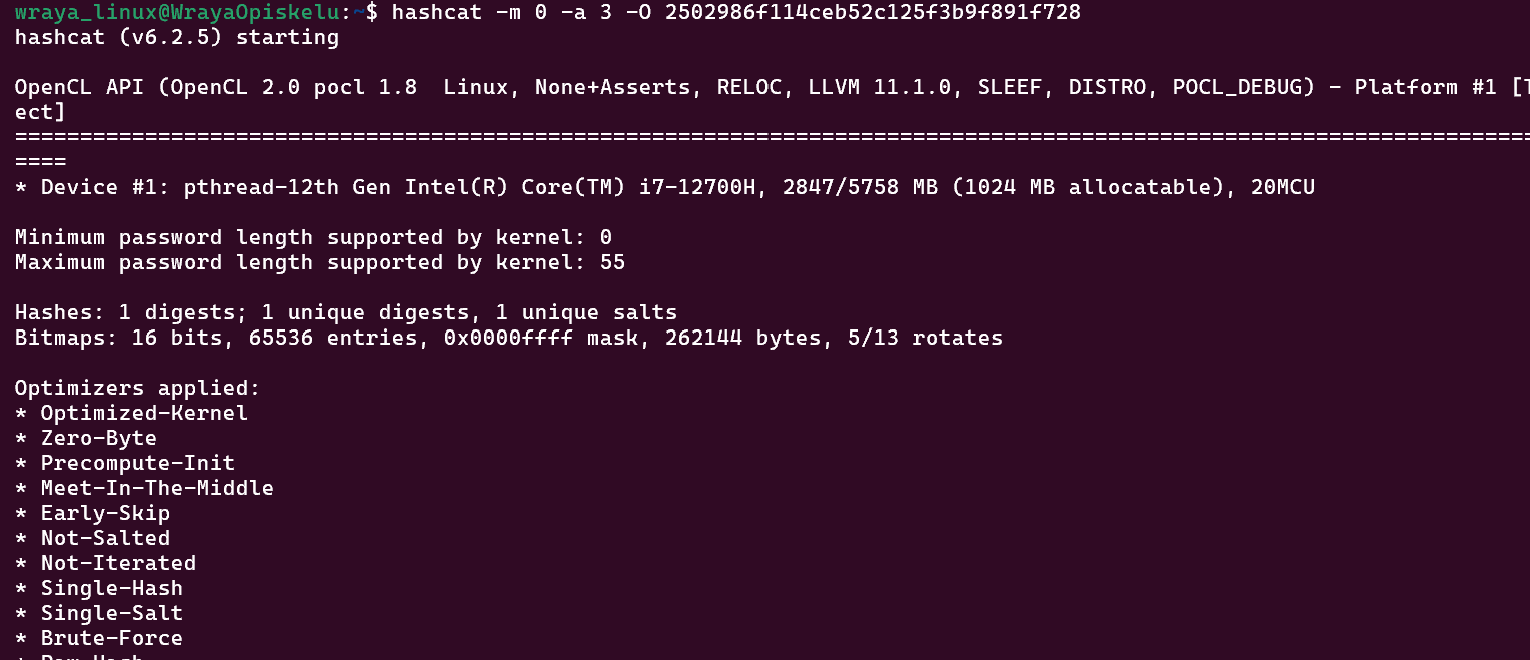 wraya_linux@WrayaOpiskelu:~$ hashcat -m 0 -a 3 -O 2502986f114ceb52c125f3b9f891f728
hashcat (v6.2.5) starting

OpenCL API (OpenCL 2.0 pocl 1.8  Linux, None+Asserts, RELOC, LLVM 11.1.0, SLEEF, DISTRO, POCL_DEBUG) - Platform #1 [T
ect]
=====================================================================================================================
====
* Device #1: pthread-12th Gen Intel(R) Core(TM) i7-12700H, 2847/5758 MB (1024 MB allocatable), 20MCU

Minimum password length supported by kernel: 0
Maximum password length supported by kernel: 55

Hashes: 1 digests; 1 unique digests, 1 unique salts
Bitmaps: 16 bits, 65536 entries, 0x0000ffff mask, 262144 bytes, 5/13 rotates

Optimizers applied:
* Optimized-Kernel
* Zero-Byte
* Precompute-Init
* Meet-In-The-Middle
* Early-Skip
* Not-Salted
* Not-Iterated
* Single-Hash
* Single-Salt
* Brute-Force
* Raw-Hash